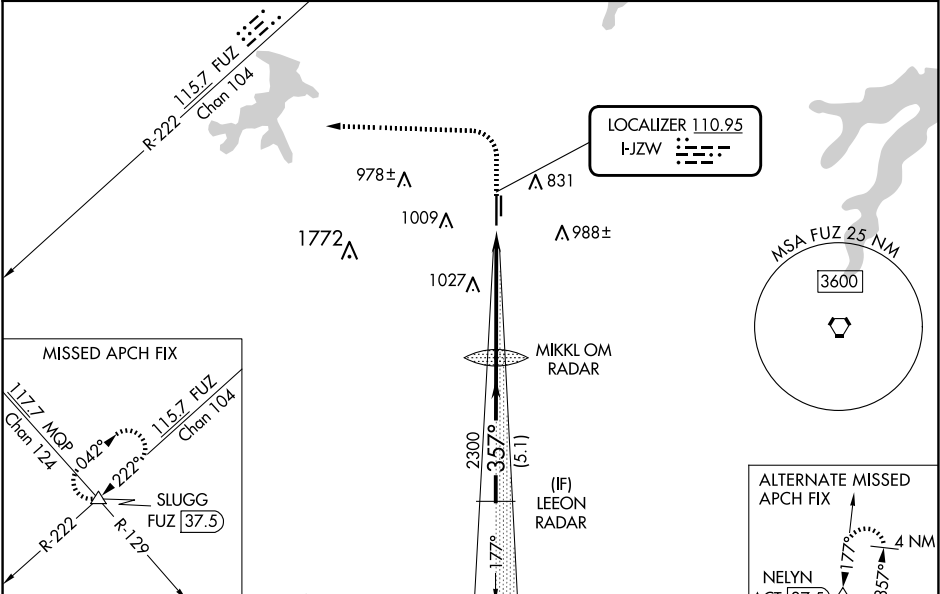 115.7 FUZ
Chan 104
R-222
LOCALIZER 110.95
I-JZW
978±
831
1009
988±
1772
1027
MSA FUZ 25 NM
3600
MIKKL OM
RADAR
2300
357°
(5.1)
(IF)
LEEON
RADAR
177°
MISSED APCH FIX
117.7 MQP
Chan 124
115.7 FUZ
Chan 104
042°
222°
SLUGG
FUZ 37.5
R-222
R-129
ALTERNATE MISSED
APCH FIX
4 NM
177°
357°
NELYN